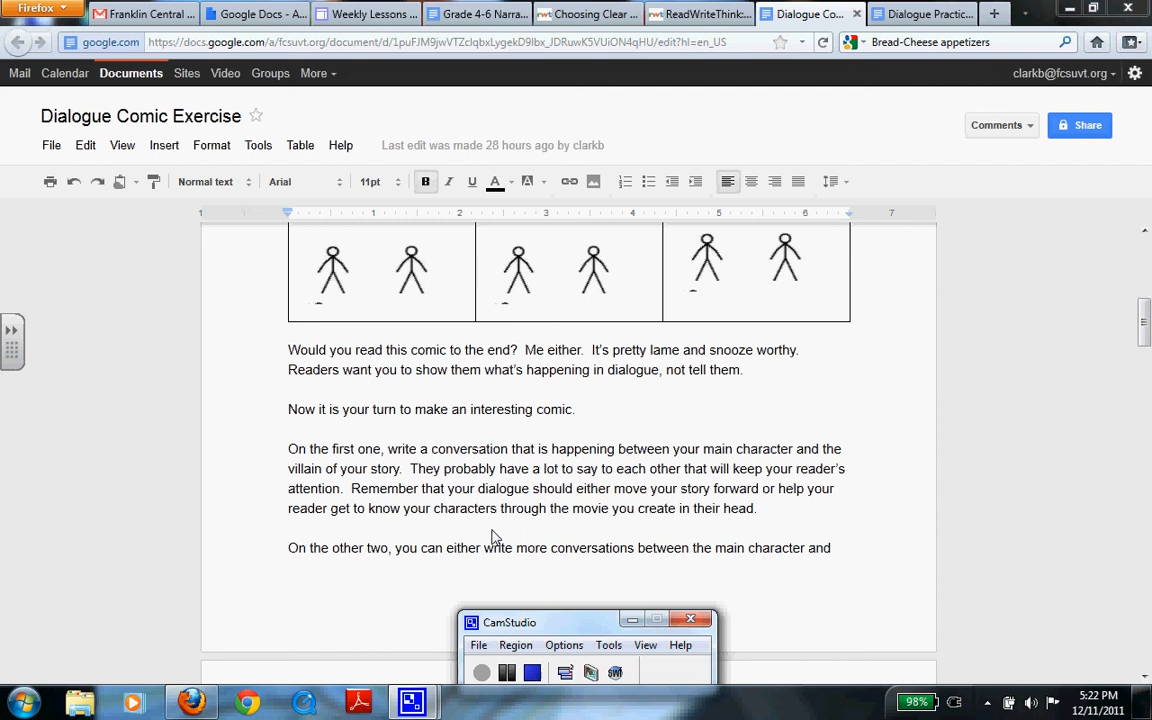 Firefox
Franklin Central ...
Google Docs - A...
Weekly Lessons ...
Grade 4-6 Narra...
Choosing Clear ...
ReadWriteThink:...
Dialogue Co...
Dialogue Practic...
google.com
https://docs.google.com/a/fcsuvt.org/document/d/1puFJM9jwVTZclqbxLygekD9lbx_JDRuwK5VUiON4qHU/edit?hl=en_US
Bread-Cheese appetizers
Mail Calendar Documents Sites Video Groups More
clarkb@fcsuvt.org
Dialogue Comic Exercise
Comments
Share
File Edit View Insert Format Tools Table Help
Last edit was made 28 hours ago by clarkb
Normal text Arial 11pt B I U A A
1 1 2 3 4 5 6 7
Would you read this comic to the end? Me either. It's pretty lame and snooze worthy.
Readers want you to show them what's happening in dialogue, not tell them.
Now it is your turn to make an interesting comic.
On the first one, write a conversation that is happening between your main character and the
villain of your story. They probably have a lot to say to each other that will keep your reader's
attention. Remember that your dialogue should either move your story forward or help your
reader get to know your characters through the movie you create in their head.
On the other two, you can either write more conversations between the main character and
CamStudio
File Region Options Tools View Help
SWF
98%
5:22 PM
12/11/2011